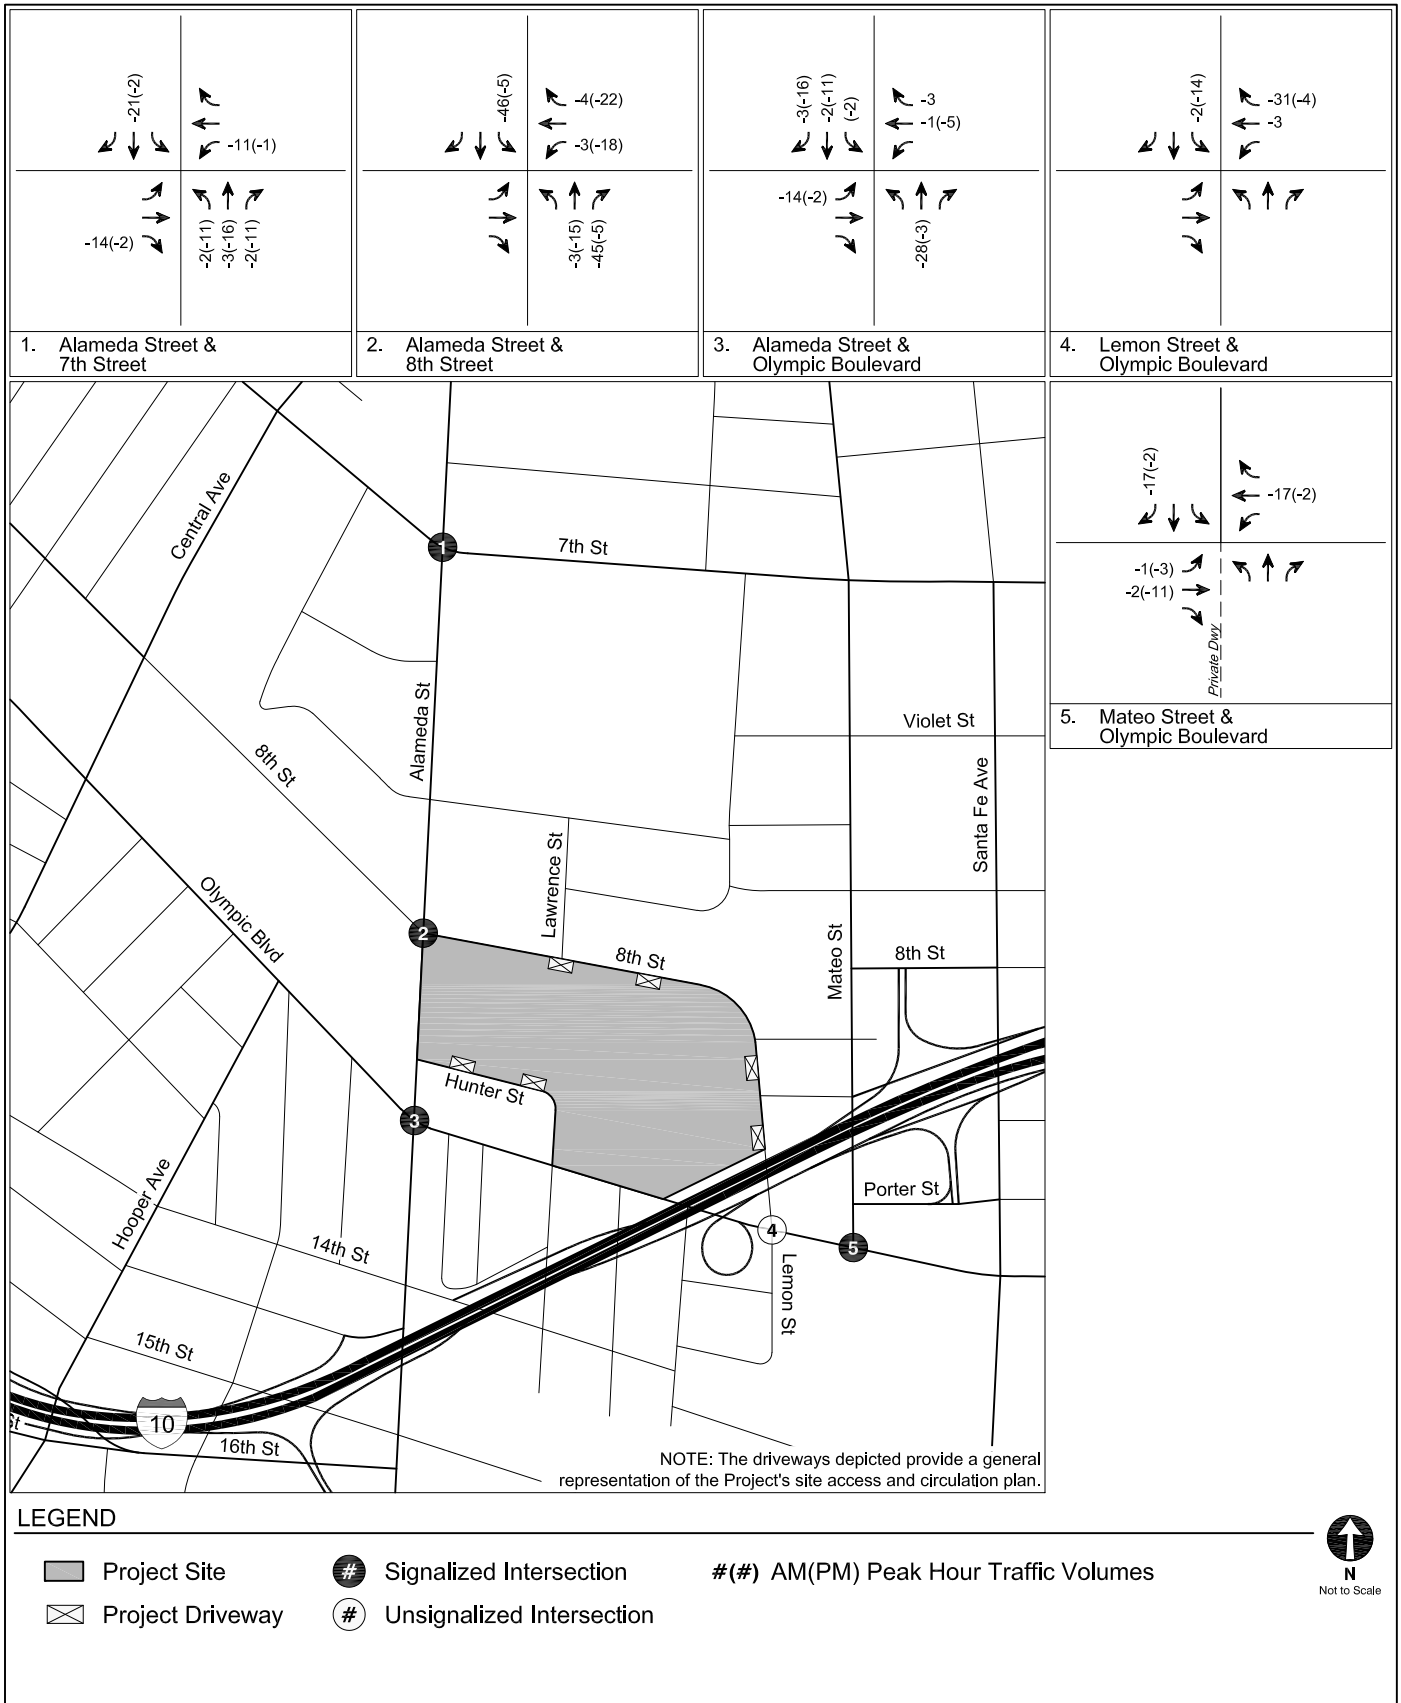 -21(-2)
-11(-1)
-14(-2)
-2(-11)
-3(-16)
-2(-11)
1. Alameda Street &
7th Street
-46(-5)
-4(-22)
-3(-18)
-3(-15)
-45(-5)
2. Alameda Street &
8th Street
-3(-16)
-2(-11)
(-2)
-3
-1(-5)
-14(-2)
-28(-3)
3. Alameda Street &
Olympic Boulevard
-2(-14)
-31(-4)
-3
4. Lemon Street &
Olympic Boulevard
-17(-2)
-17(-2)
-1(-3)
-2(-11)
Private Dwy
5. Mateo Street &
Olympic Boulevard
Central Ave
1
7th St
Alameda St
Violet St
8th St
Santa Fe Ave
Lawrence St
Olympic Blvd
2
8th St
Mateo St
8th St
Hunter St
3
Hooper Ave
Porter St
4
5
14th St
Lemon St
15th St
10
St
16th St
NOTE: The driveways depicted provide a general
representation of the Project's site access and circulation plan.
LEGEND
Project Site
# Signalized Intersection
#(#) AM(PM) Peak Hour Traffic Volumes
Project Driveway
# Unsignalized Intersection
N
Not to Scale